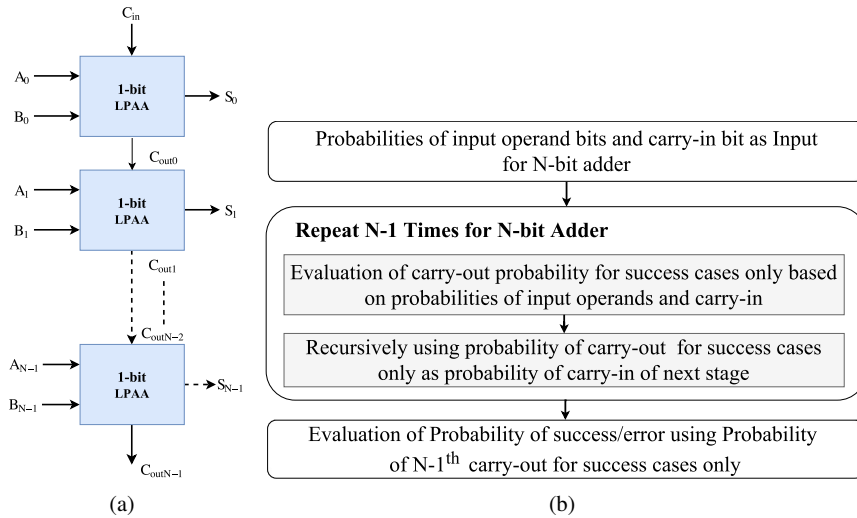 C_in
A_0
B_0
1-bit
LPAA
S_0
C_out0
A_1
B_1
1-bit
LPAA
S_1
C_out1
C_outN−2
A_N−1
B_N−1
1-bit
LPAA
S_N−1
C_outN−1
(a)
Probabilities of input operand bits and carry-in bit as Input
for N-bit adder
Repeat N-1 Times for N-bit Adder
Evaluation of carry-out probability for success cases only based
on probabilities of input operands and carry-in
Recursively using probability of carry-out for success cases
only as probability of carry-in of next stage
Evaluation of Probability of success/error using Probability
of N-1^th carry-out for success cases only
(b)